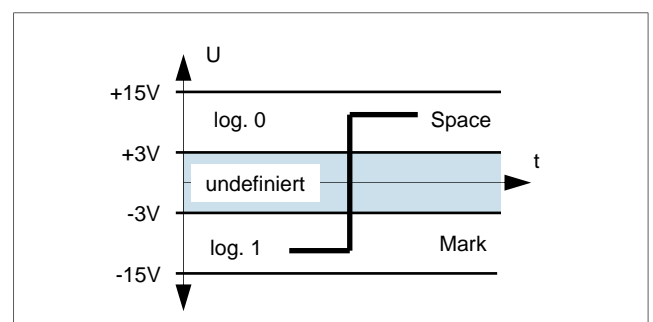 U
+15V
log. 0 Space
+3V
t
undefiniert
-3V
log. 1 Mark
-15V